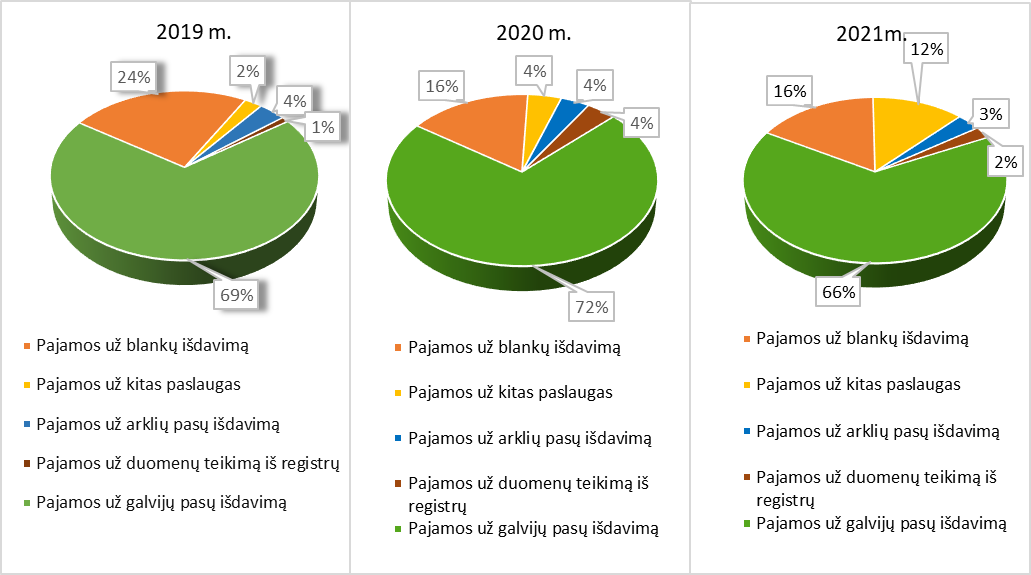 2019 m.
24%
2%
4%
1%
69%
Pajamos už blankų išdavimą
Pajamos už kitas paslaugas
Pajamos už arklių pasų išdavimą
Pajamos už duomenų teikimą iš registrų
Pajamos už galvijų pasų išdavimą
2020 m.
16%
4%
4%
4%
72%
Pajamos už blankų išdavimą
Pajamos už kitas paslaugas
Pajamos už arklių pasų išdavimą
Pajamos už duomenų teikimą iš
registrų
Pajamos už galvijų pasų išdavimą
2021m.
12%
16%
3%
2%
66%
Pajamos už blankų išdavimą
Pajamos už kitas paslaugas
Pajamos už arklių pasų išdavimą
Pajamos už duomenų teikimą iš
registrų
Pajamos už galvijų pasų išdavimą